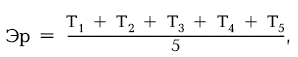 Эр = (Т₁ + Т₂ + Т₃ + Т₄ + Т₅) / 5,